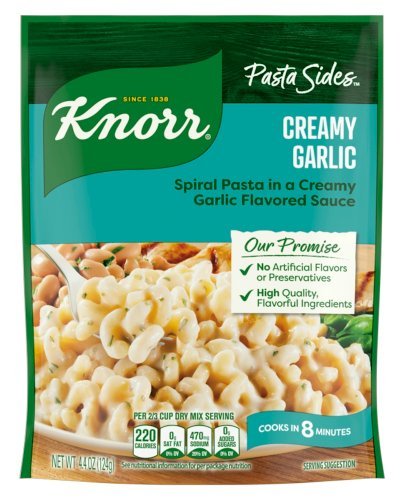 Pasta Sides™
SINCE 1838
Knorr®
CREAMY
GARLIC
Spiral Pasta in a Creamy
Garlic Flavored Sauce
Our Promise
✓ No Artificial Flavors
or Preservatives
✓ High Quality,
Flavorful Ingredients
PER 2/3 CUP DRY MIX SERVING
220
CALORIES
0g
SAT FAT
0% DV
470mg
SODIUM
20% DV
0g
ADDED
SUGARS
0% DV
COOKS IN 8 MINUTES
NET WT. 4.4 OZ (124g)
See nutritional information for per package nutrition
SERVING SUGGESTION